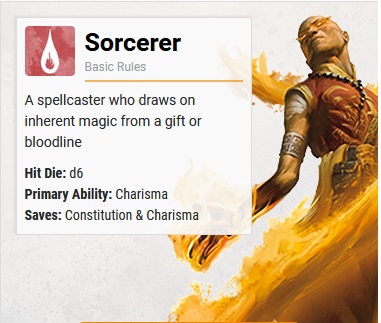 Sorcerer
Basic Rules
A spellcaster who draws on
inherent magic from a gift or
bloodline
Hit Die: d6
Primary Ability: Charisma
Saves: Constitution & Charisma